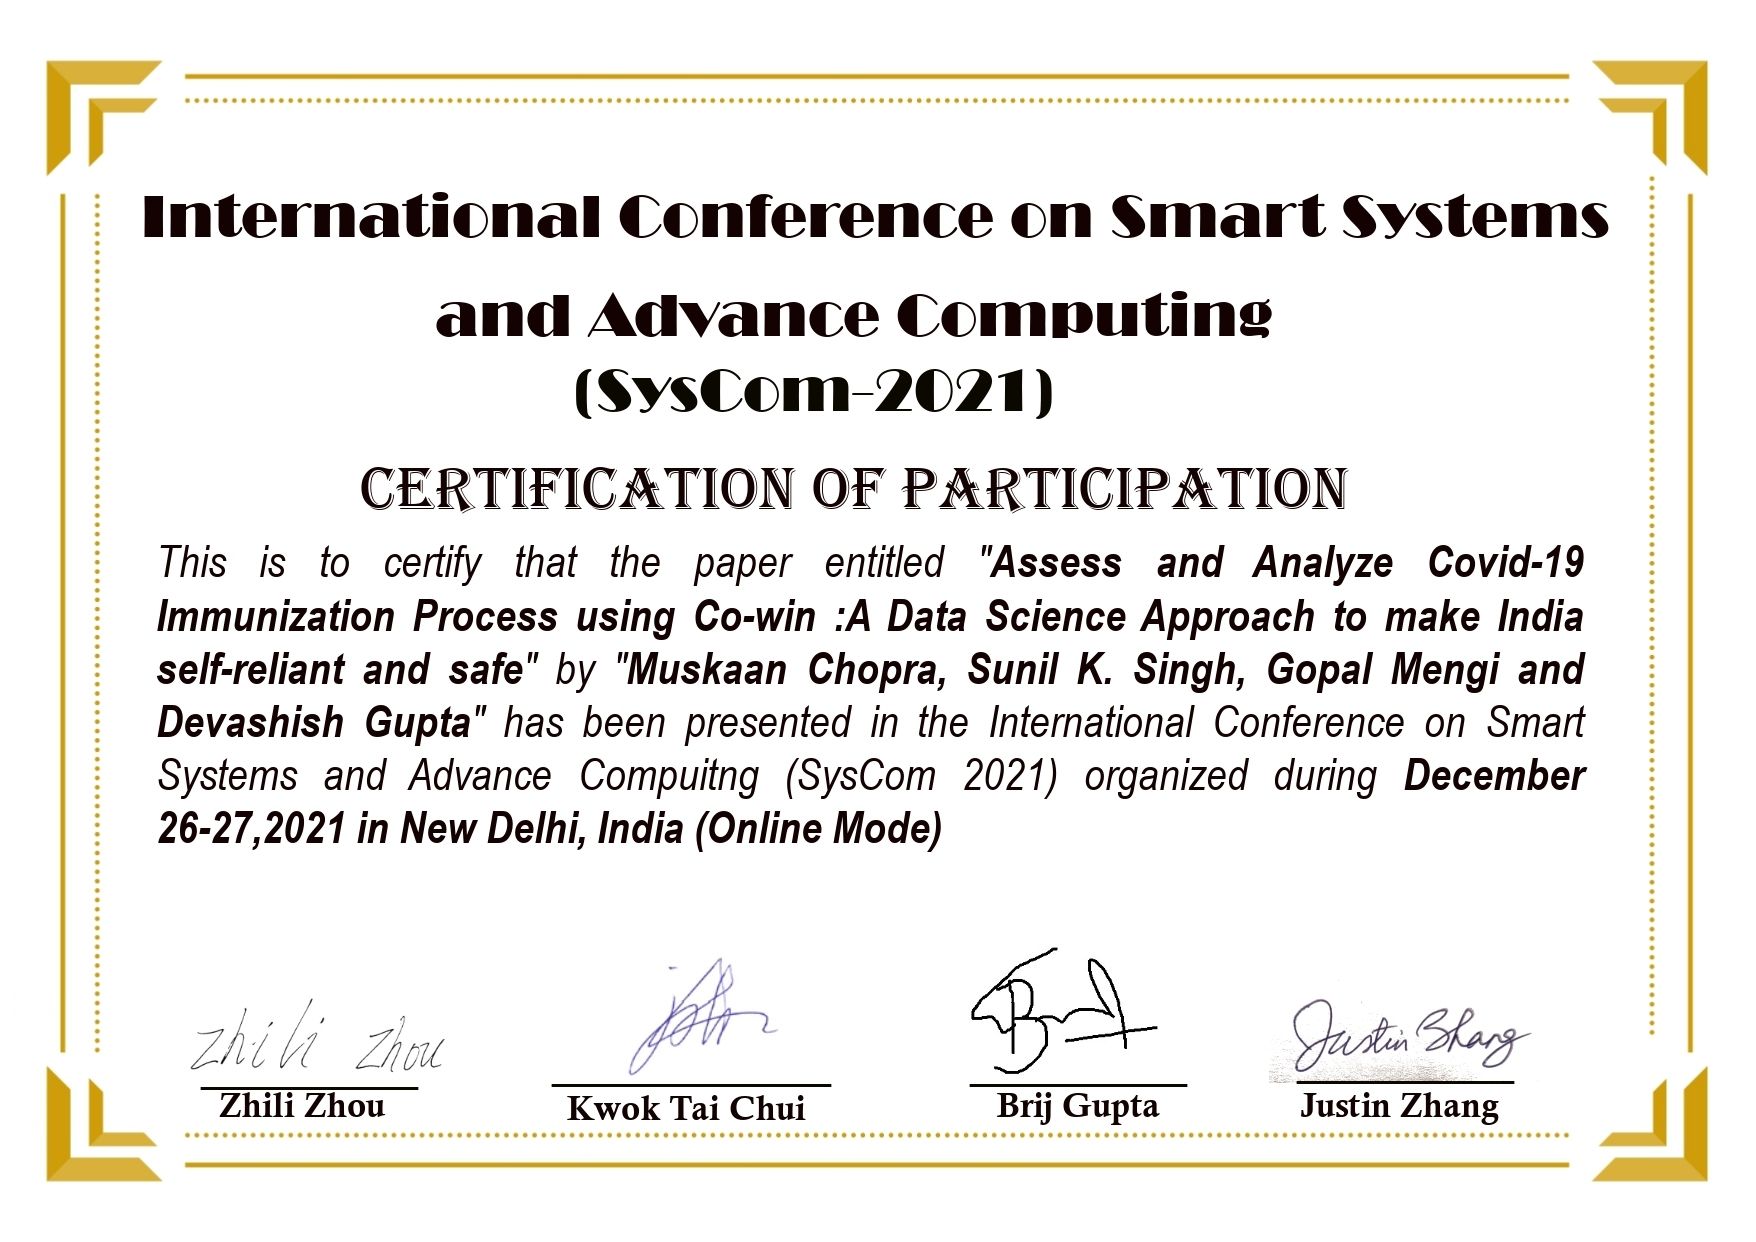 International Conference on Smart Systems
and Advance Computing
(SysCom-2021)
CERTIFICATION OF PARTICIPATION
This is to certify that the paper entitled "Assess and Analyze Covid-19
Immunization Process using Co-win :A Data Science Approach to make India
self-reliant and safe" by "Muskaan Chopra, Sunil K. Singh, Gopal Mengi and
Devashish Gupta" has been presented in the International Conference on Smart
Systems and Advance Compuitng (SysCom 2021) organized during December
26-27,2021 in New Delhi, India (Online Mode)
Zhili Zhou
Justin Zhang
Zhili Zhou
Kwok Tai Chui
Brij Gupta
Justin Zhang